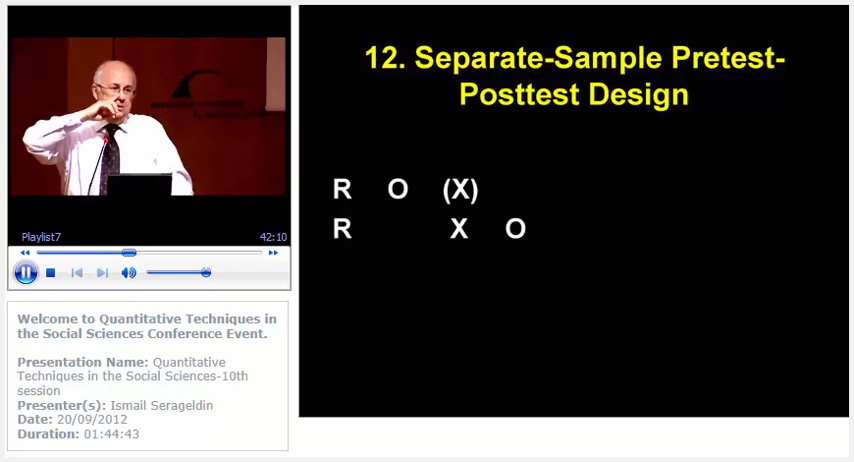 12. Separate-Sample Pretest-
Posttest Design
R O (X)
R X O
Playlist7 42:10
Welcome to Quantitative Techniques in
the Social Sciences Conference Event.
Presentation Name: Quantitative
Techniques in the Social Sciences-10th
session
Presenter(s): Ismail Serageldin
Date: 20/09/2012
Duration: 01:44:43